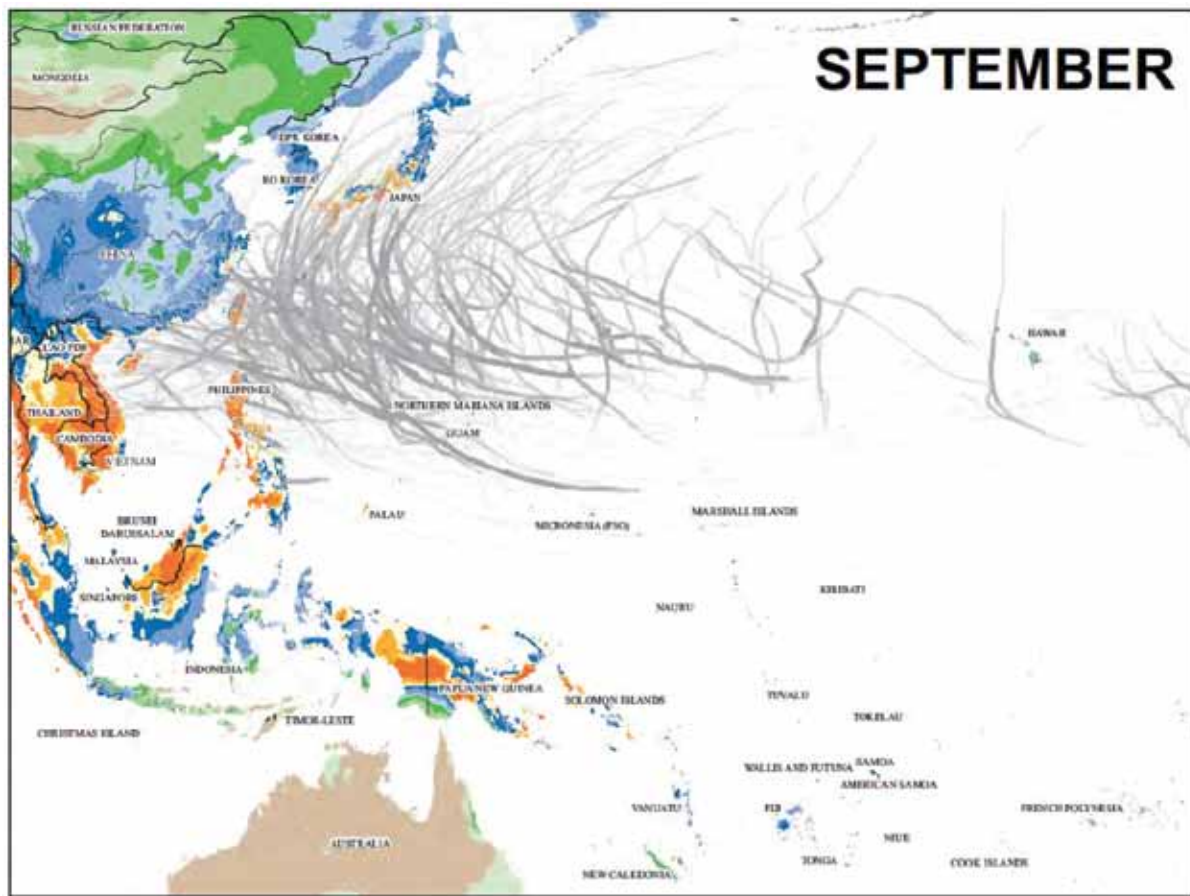 SEPTEMBER
RUSSIAN FEDERATION
MONGOLIA
DPR KOREA
RO KOREA
JAPAN
CHINA
HAWAII
LAO PDR
PHILIPPINES
NORTHERN MARIANA ISLANDS
THAILAND
GUAM
CAMBODIA
VIETNAM
PALAU
MICRONESIA (FSO)
MARSHALL ISLANDS
BRUNEI
DARUSSALAM
MALAYSIA
SINGAPORE
KIRIBATI
NAURU
INDONESIA
PAPUA NEW GUINEA
SOLOMON ISLANDS
TUVALU
TIMOR-LESTE
TOKELAU
CHRISTMAS ISLAND
WALLIS AND FUTUNA
SAMOA
AMERICAN SAMOA
VANUATU
FIJI
FRENCH POLYNESIA
AUSTRALIA
NIUE
TONGA
COOK ISLANDS
NEW CALEDONIA